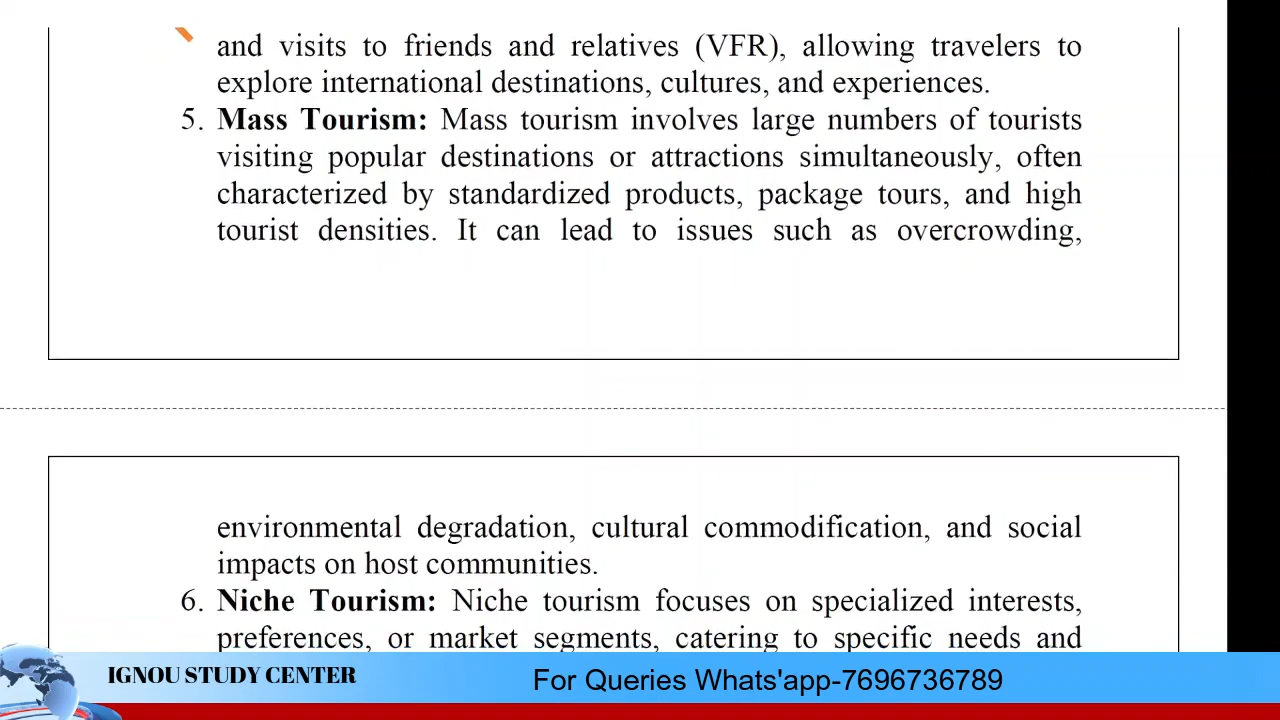 and visits to friends and relatives (VFR), allowing travelers to
explore international destinations, cultures, and experiences.
5. Mass Tourism: Mass tourism involves large numbers of tourists
visiting popular destinations or attractions simultaneously, often
characterized by standardized products, package tours, and high
tourist densities. It can lead to issues such as overcrowding,
environmental degradation, cultural commodification, and social
impacts on host communities.
6. Niche Tourism: Niche tourism focuses on specialized interests,
preferences, or market segments, catering to specific needs and
IGNOU STUDY CENTER
For Queries Whats'app-7696736789